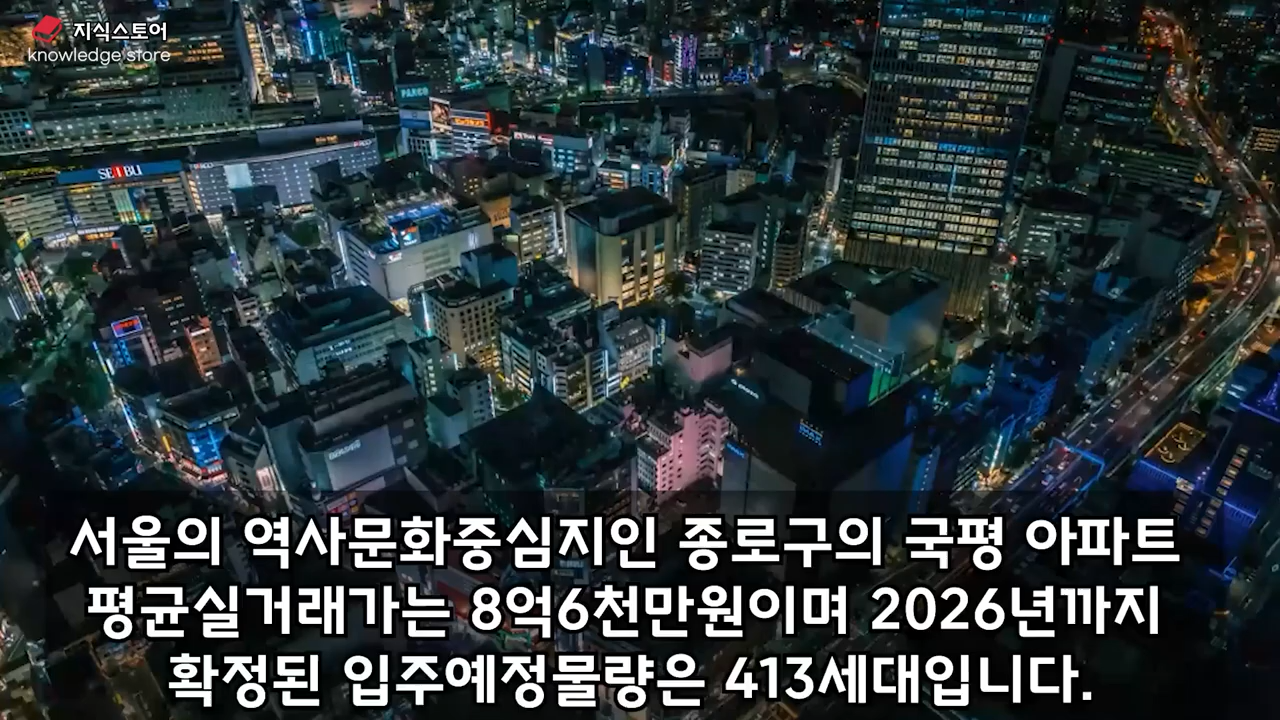 지식스토어
knowledge store
PARCO
SEIBU
서울의 역사문화중심지인 종로구의 국평 아파트
평균실거래가는 8억6천만원이며 2026년까지
확정된 입주예정물량은 413세대입니다.